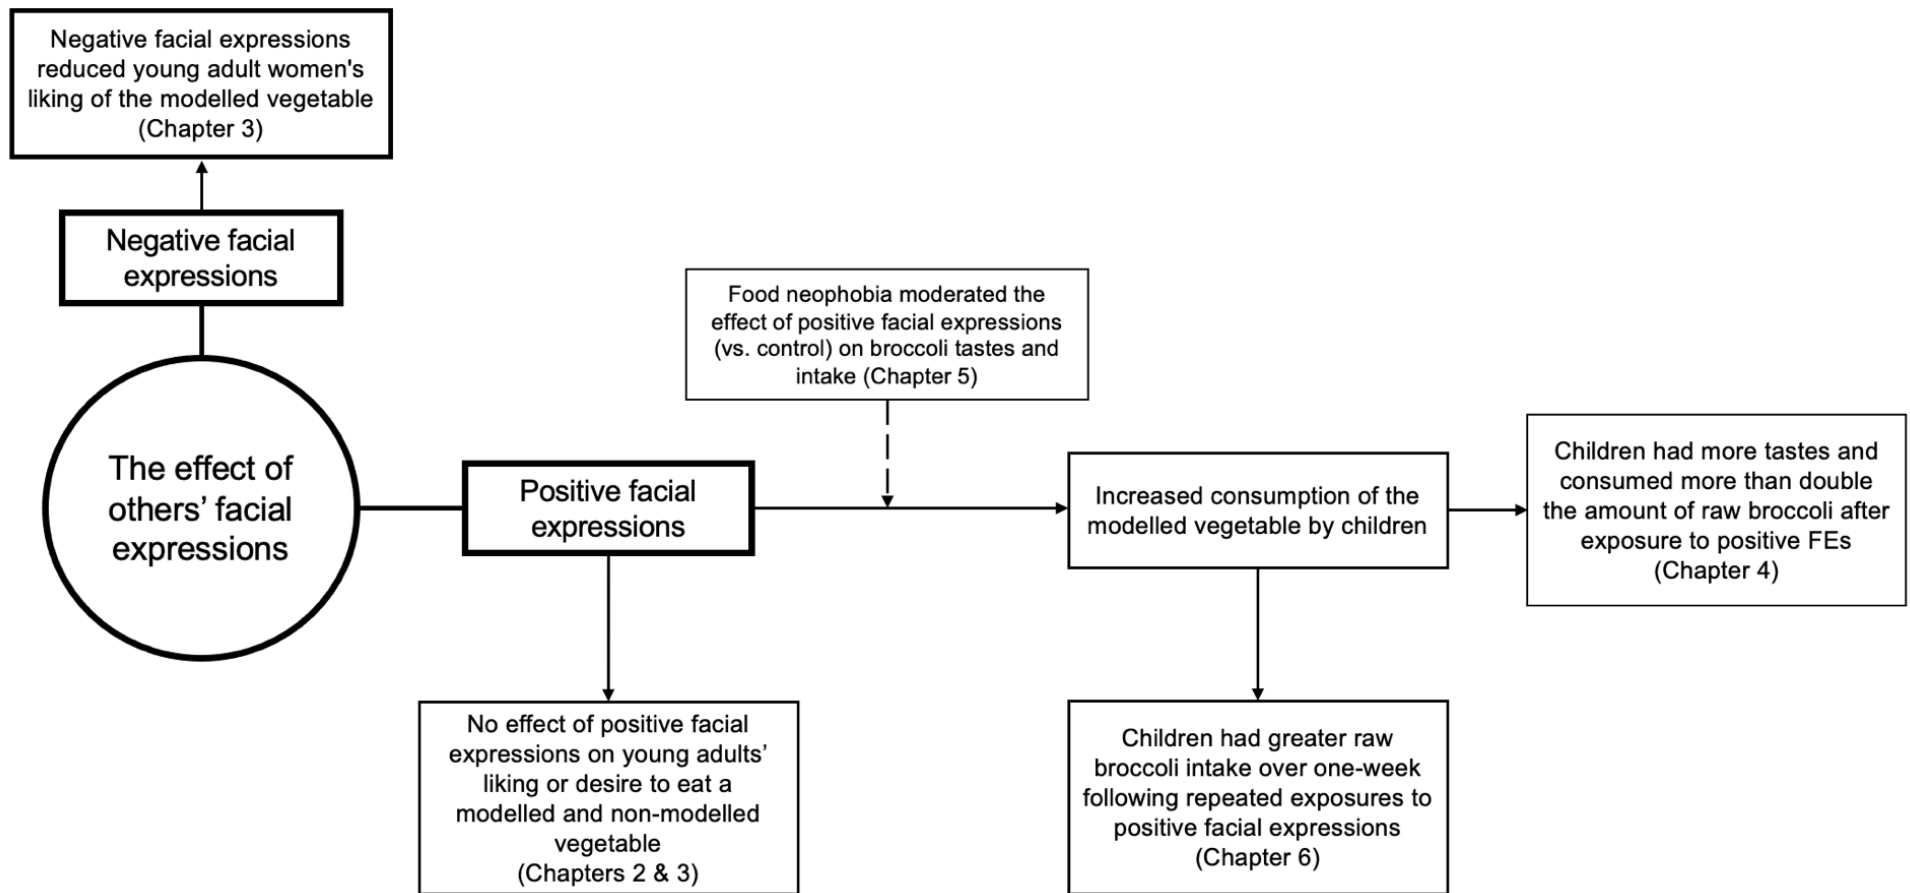 Negative facial expressions
reduced young adult women's
liking of the modelled vegetable
(Chapter 3)
Negative facial
expressions
The effect of
others’ facial
expressions
Positive facial
expressions
Food neophobia moderated the
effect of positive facial expressions
(vs. control) on broccoli tastes and
intake (Chapter 5)
Increased consumption of the
modelled vegetable by children
Children had more tastes and
consumed more than double
the amount of raw broccoli after
exposure to positive FEs
(Chapter 4)
No effect of positive facial
expressions on young adults’
liking or desire to eat a
modelled and non-modelled
vegetable
(Chapters 2 & 3)
Children had greater raw
broccoli intake over one-week
following repeated exposures to
positive facial expressions
(Chapter 6)